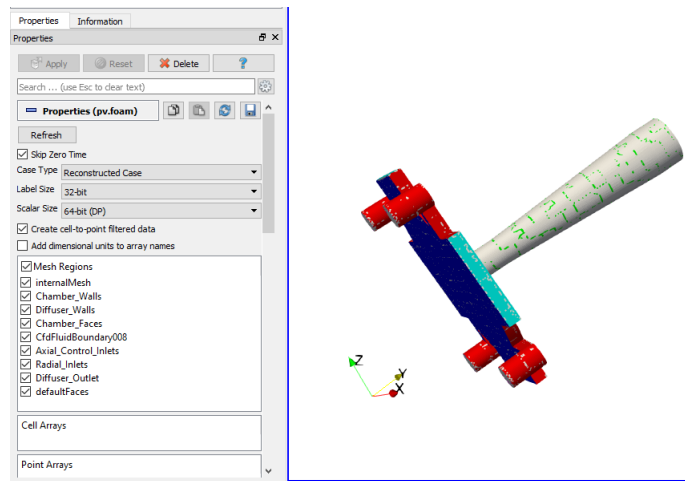 Properties Information
Properties
Apply Reset Delete ?
Search ... (use Esc to clear text)
Properties (pv.foam)
Refresh
Skip Zero Time
Case Type Reconstructed Case
Label Size 32-bit
Scalar Size 64-bit (DP)
Create cell-to-point filtered data
Add dimensional units to array names
Mesh Regions
internalMesh
Chamber_Walls
Diffuser_Walls
Chamber_Faces
CfdFluidBoundary008
Axial_Control_Inlets
Radial_Inlets
Diffuser_Outlet
defaultFaces
Cell Arrays
Point Arrays
Z
Y
X